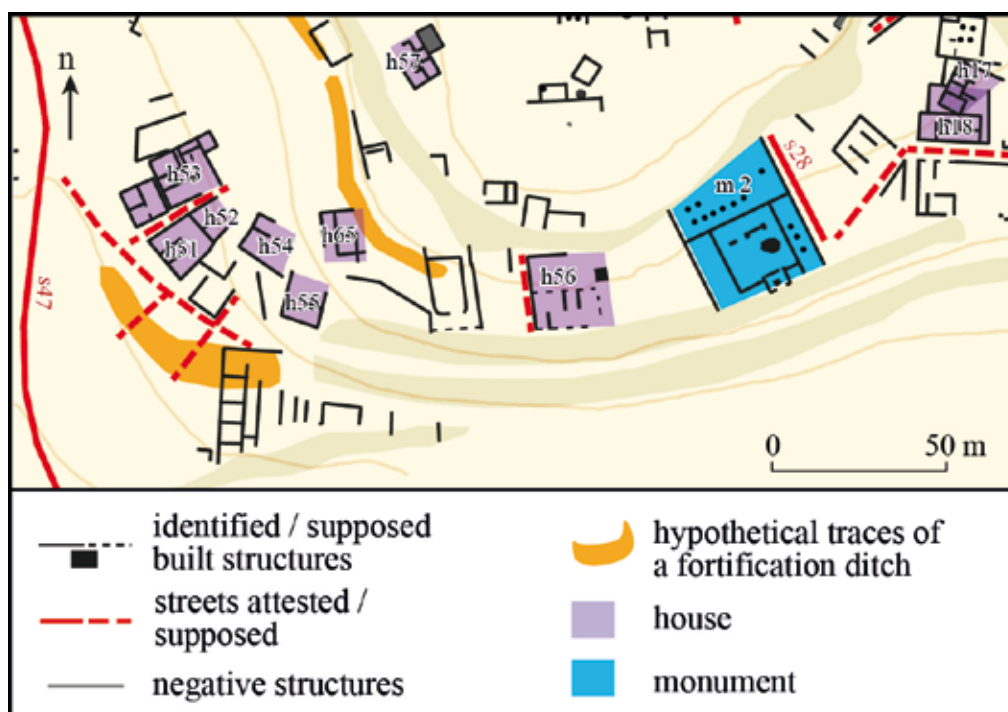 n
h57
h17
h18
s28
m 2
h53
h52
h51
h54
h65
h56
h55
s47
0 50 m
identified / supposed
built structures
streets attested /
supposed
negative structures
hypothetical traces of
a fortification ditch
house
monument